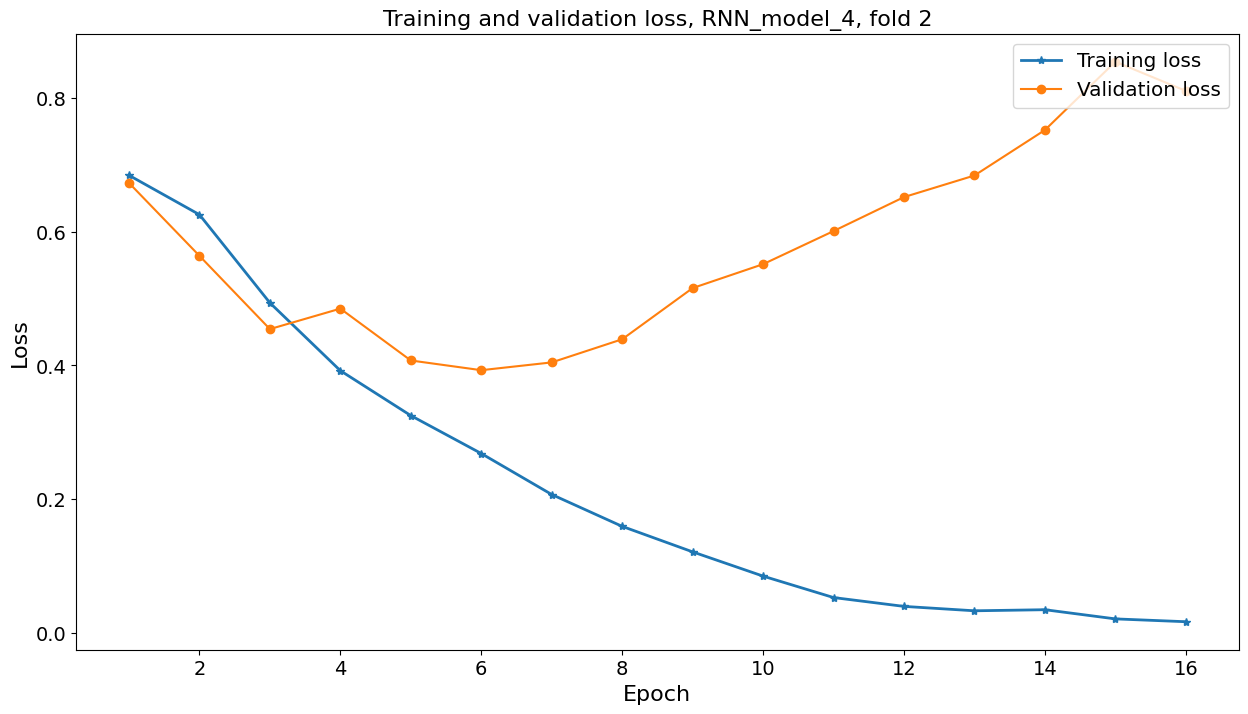 Training and validation loss, RNN_model_4, fold 2
Training loss
Validation loss
0.8
0.6
0.4
0.2
0.0
Loss
2 4 6 8 10 12 14 16
Epoch